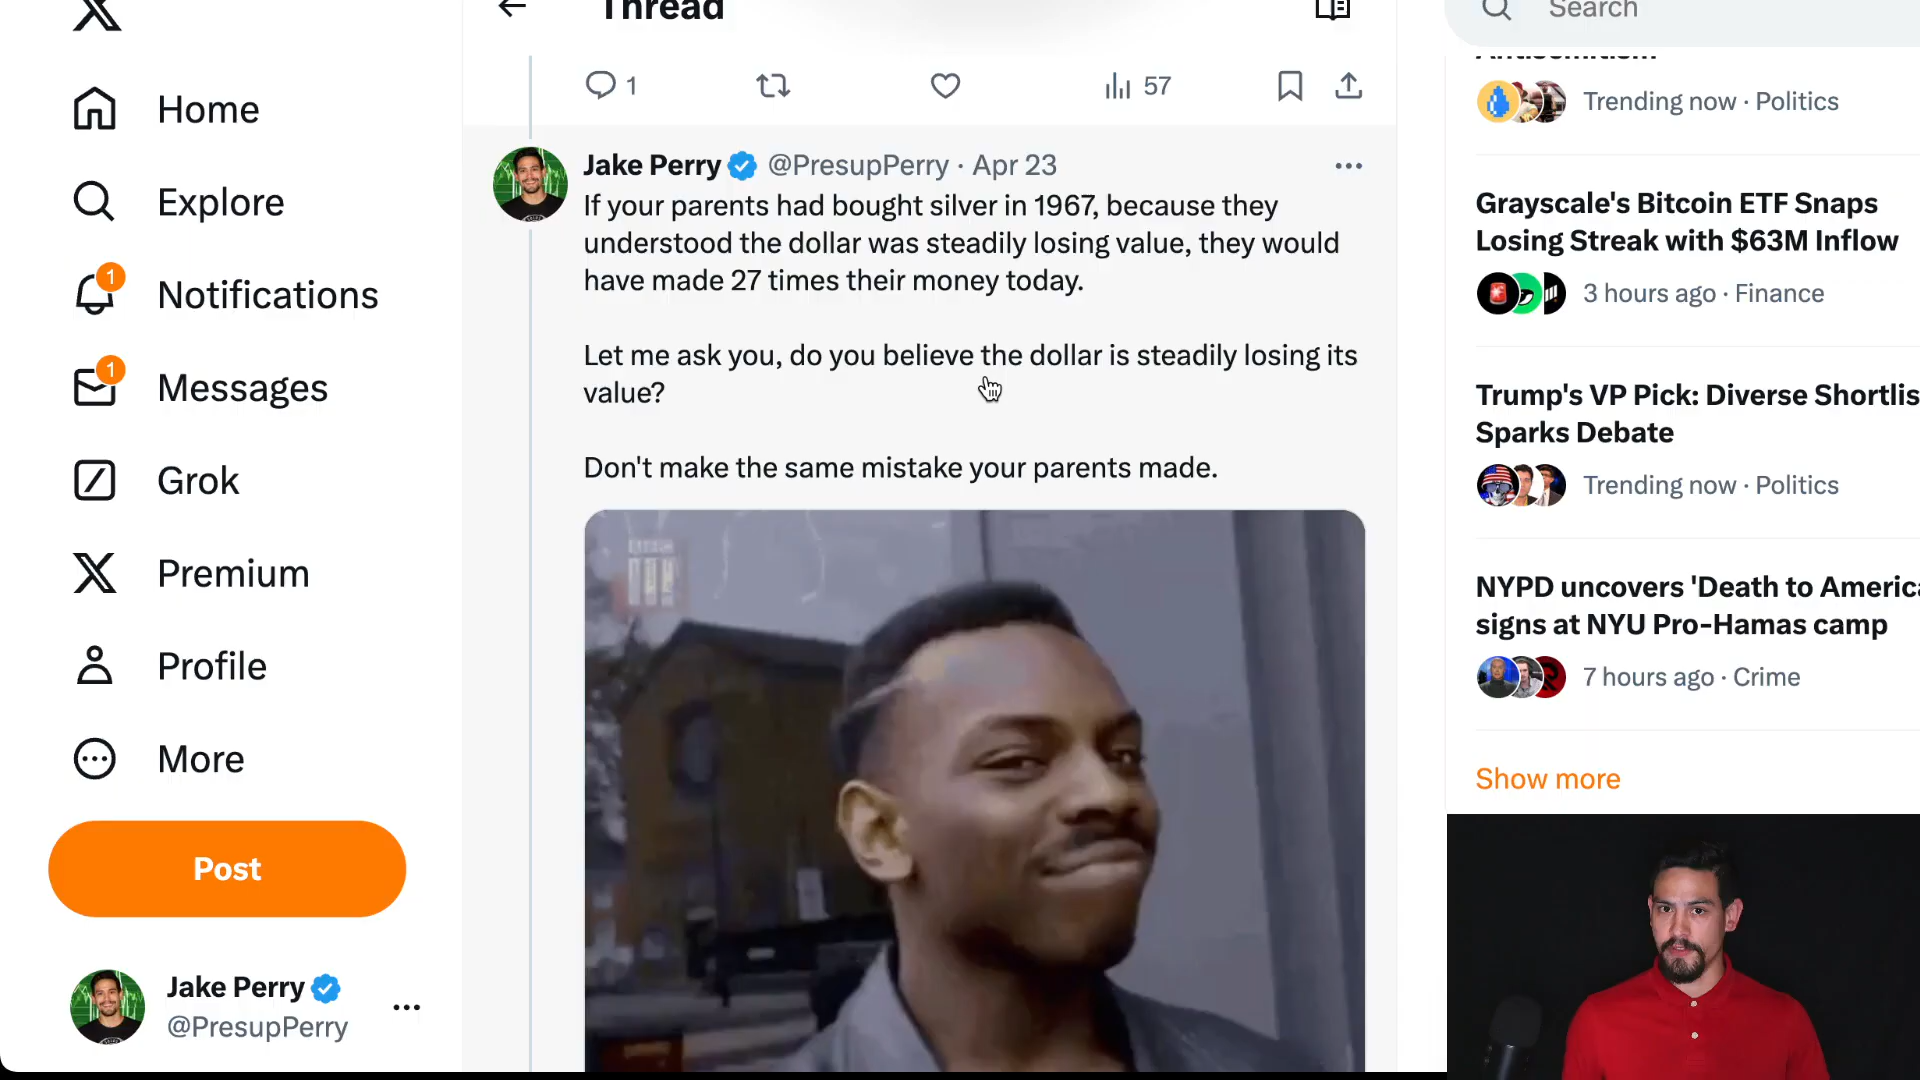 Thread
Search
1
57
Home
Explore
1
Notifications
1
Messages
Grok
Premium
Profile
More
Post
Jake Perry
@PresupPerry
Jake Perry @PresupPerry · Apr 23
If your parents had bought silver in 1967, because they
understood the dollar was steadily losing value, they would
have made 27 times their money today.
Let me ask you, do you believe the dollar is steadily losing its
value?
Don't make the same mistake your parents made.
Trending now · Politics
Grayscale's Bitcoin ETF Snaps
Losing Streak with $63M Inflow
3 hours ago · Finance
Trump's VP Pick: Diverse Shortlis
Sparks Debate
Trending now · Politics
NYPD uncovers 'Death to America
signs at NYU Pro-Hamas camp
7 hours ago · Crime
Show more